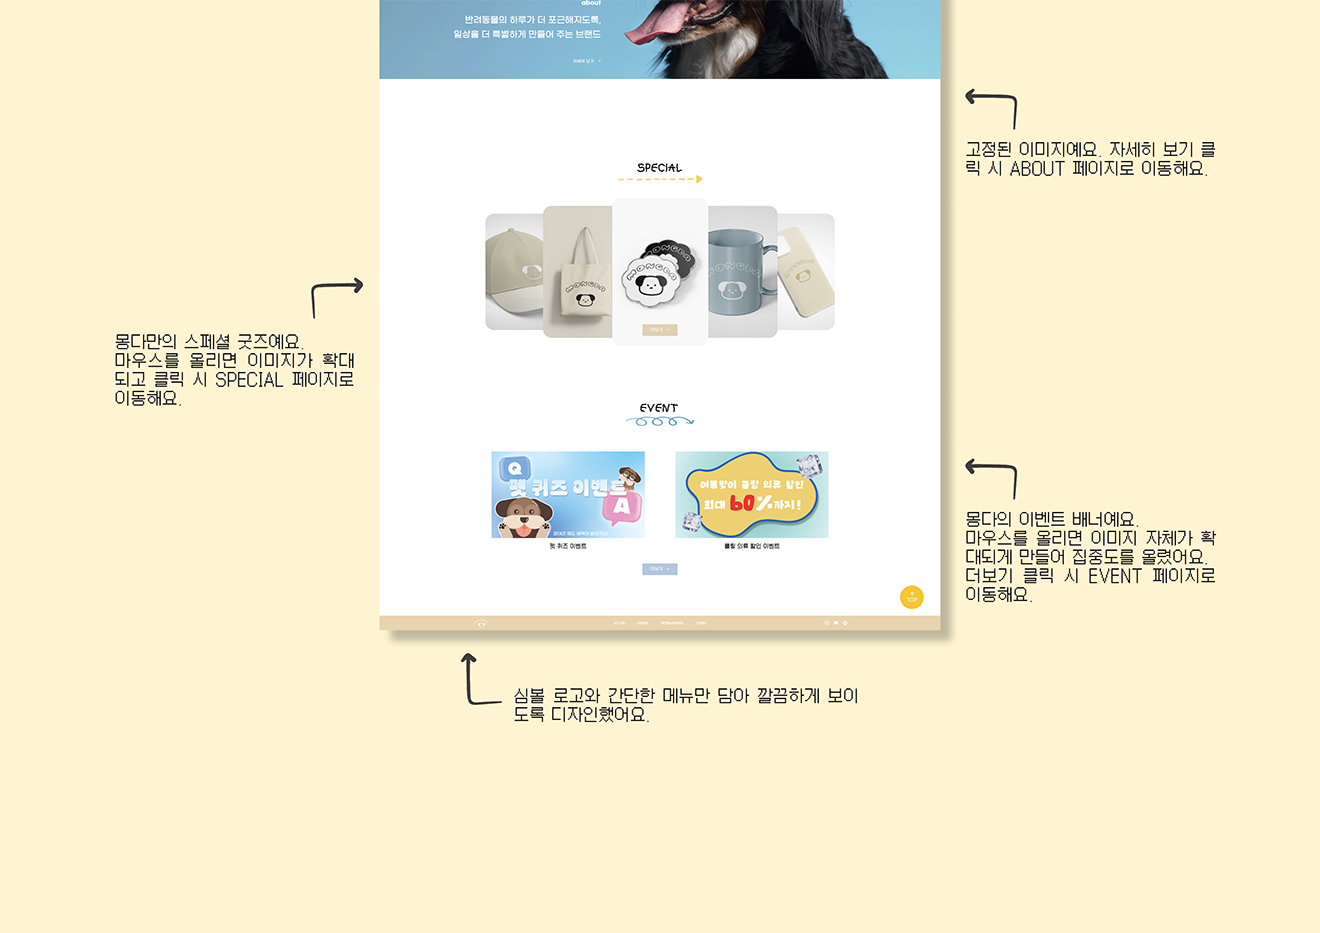 about
반려동물의 하루가 더 포근해지도록,
일상을 더 특별하게 만들어 주는 브랜드
자세히 보기 →
고정된 이미지예요. 자세히 보기 클
릭 시 ABOUT 페이지로 이동해요.
SPECIAL
MONGDA
MONGDA
MONGDA
더보기
몽다만의 스페셜 굿즈예요.
마우스를 올리면 이미지가 확대
되고 클릭 시 SPECIAL 페이지로
이동해요.
EVENT
Q
펫 퀴즈 이벤트
A
여름맞이 쿨링 의류 할인
최대 60%까지!
펫 퀴즈 이벤트
쿨링 의류 할인 이벤트
더보기
몽다의 이벤트 배너예요.
마우스를 올리면 이미지 자체가 확
대되게 만들어 집중도를 올렸어요.
더보기 클릭 시 EVENT 페이지로
이동해요.
TOP
심볼 로고와 간단한 메뉴만 담아 깔끔하게 보이
도록 디자인했어요.